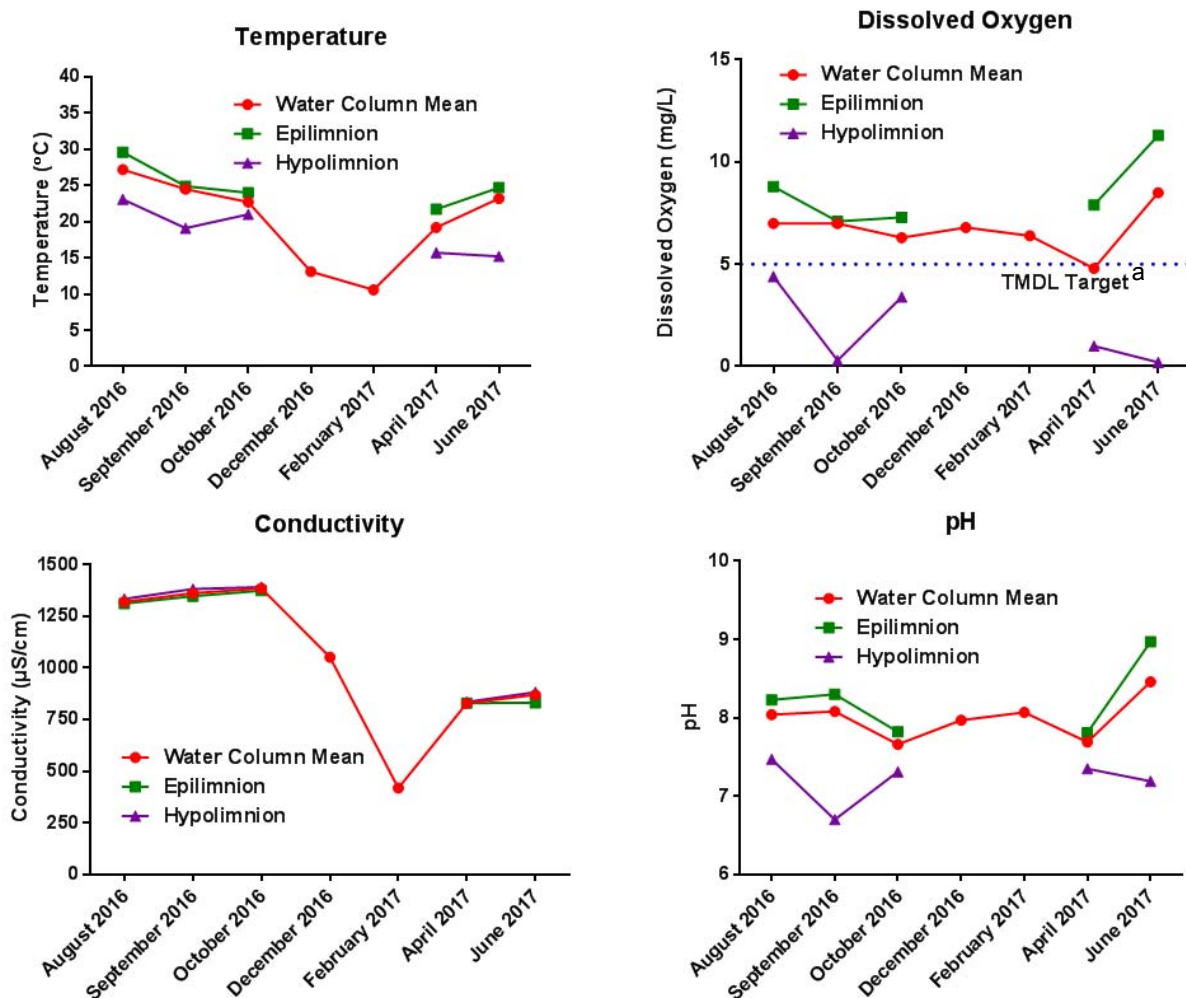 Temperature
Temperature (ºC)
40
35
30
25
20
15
10
5
0
Water Column Mean
Epilimnion
Hypolimnion
August 2016
September 2016
October 2016
December 2016
February 2017
April 2017
June 2017
Dissolved Oxygen
Dissolved Oxygen (mg/L)
15
10
5
0
Water Column Mean
Epilimnion
Hypolimnion
TMDL Target a
August 2016
September 2016
October 2016
December 2016
February 2017
April 2017
June 2017
Conductivity
Conductivity (µS/cm)
1500
1250
1000
750
500
250
0
Water Column Mean
Epilimnion
Hypolimnion
August 2016
September 2016
October 2016
December 2016
February 2017
April 2017
June 2017
pH
pH
10
9
8
7
6
Water Column Mean
Epilimnion
Hypolimnion
August 2016
September 2016
October 2016
December 2016
February 2017
April 2017
June 2017